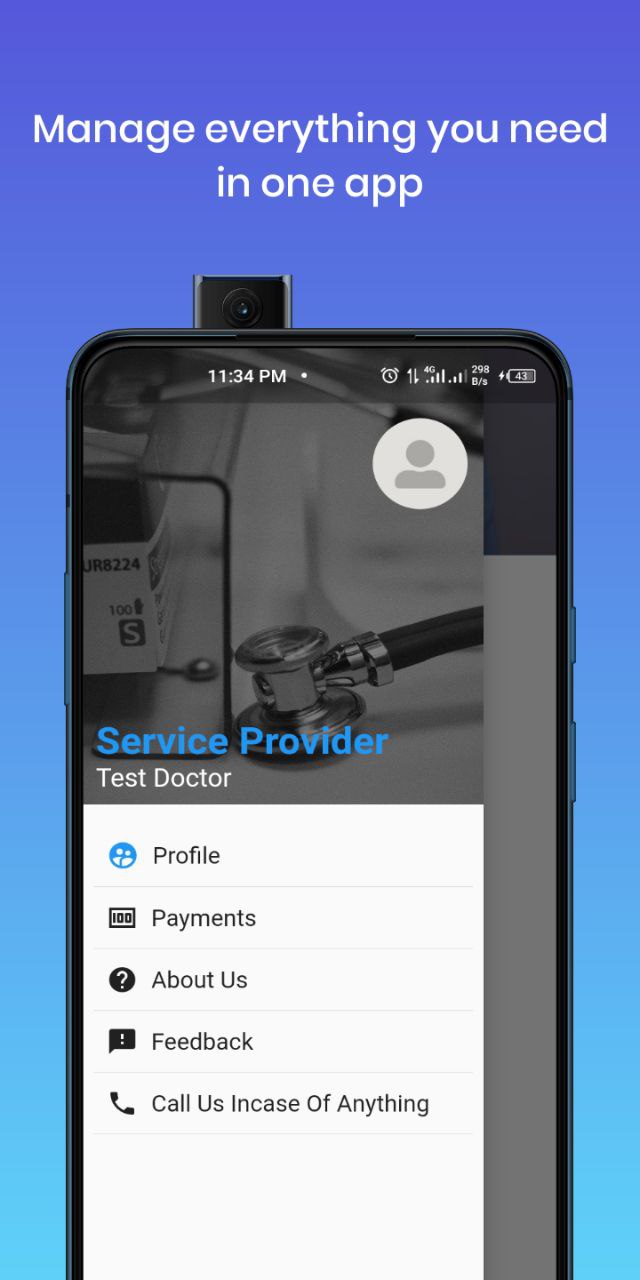 Manage everything you need
in one app
11:34 PM •
4G
298
B/s
43
UR8224
100
S
Service Provider
Test Doctor
Profile
100
Payments
About Us
Feedback
Call Us Incase Of Anything